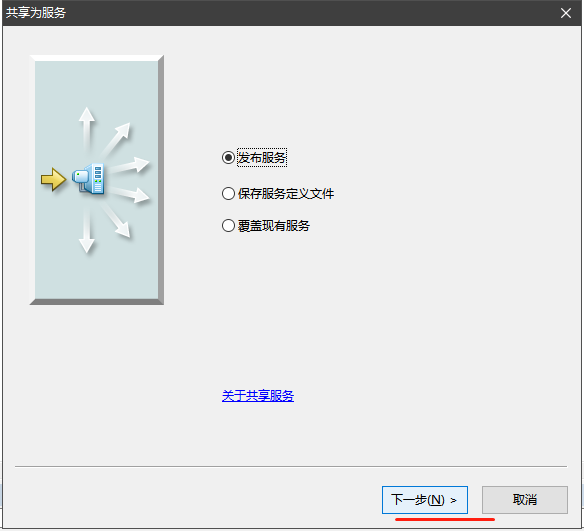 共享为服务
发布服务
保存服务定义文件
覆盖现有服务
关于共享服务
下一步(N) >
取消